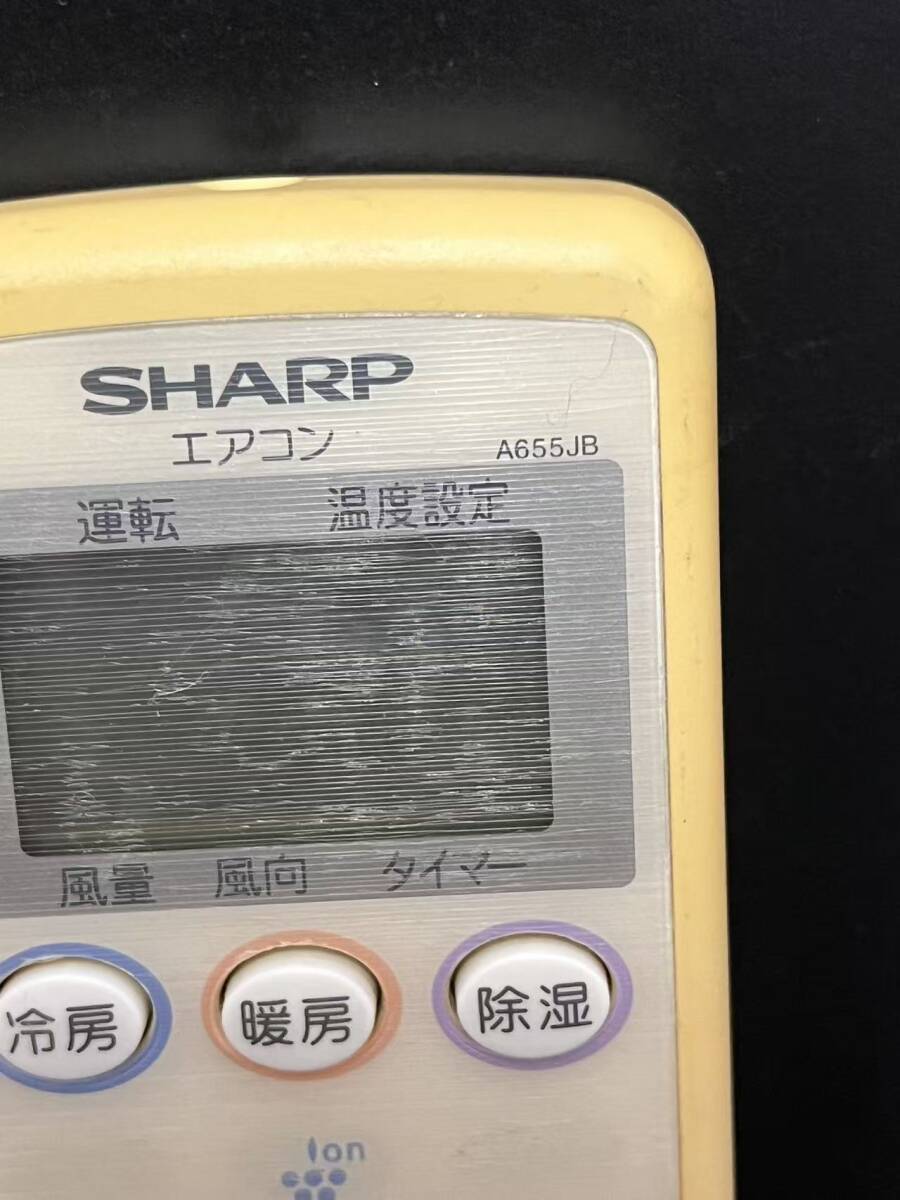 SHARP
エアコン A655JB
運転 温度設定
風量 風向 タイマー
冷房 暖房 除湿
Ion